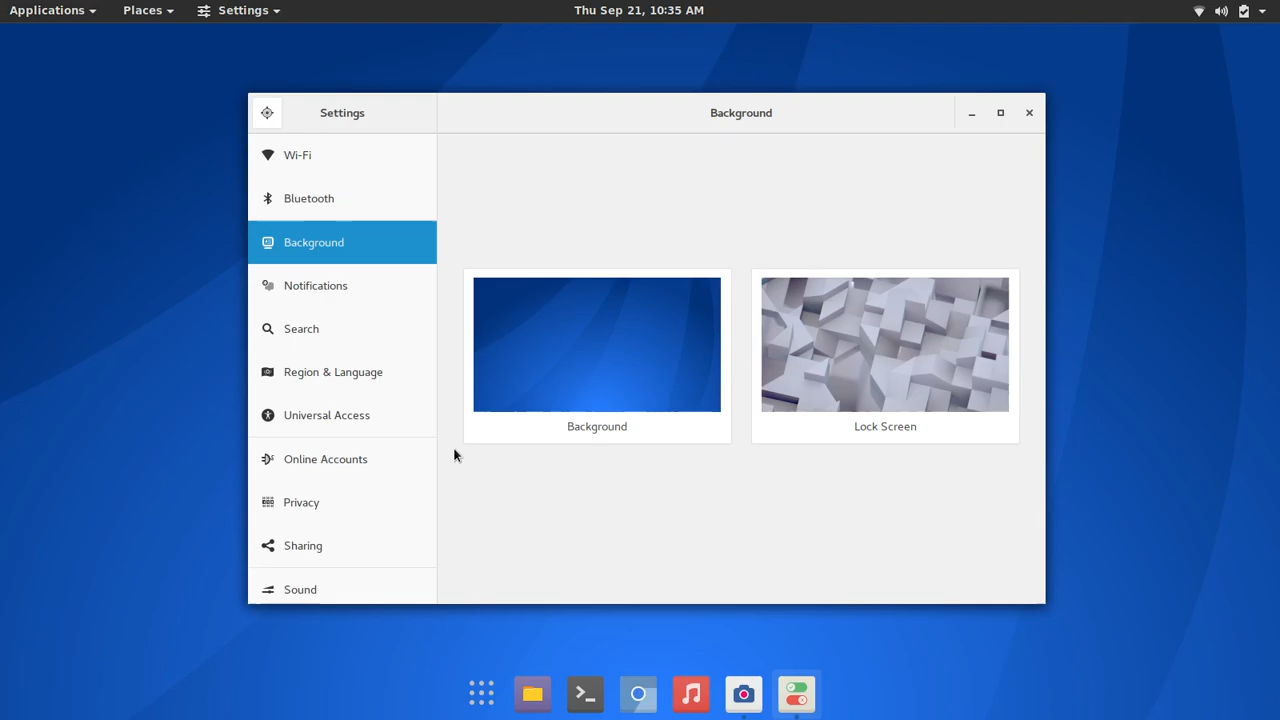 Applications Places Settings Thu Sep 21, 10:35 AM
Settings Background
Wi-Fi
Bluetooth
Background
Notifications
Search
Region & Language
Universal Access
Online Accounts
Privacy
Sharing
Sound
Background Lock Screen